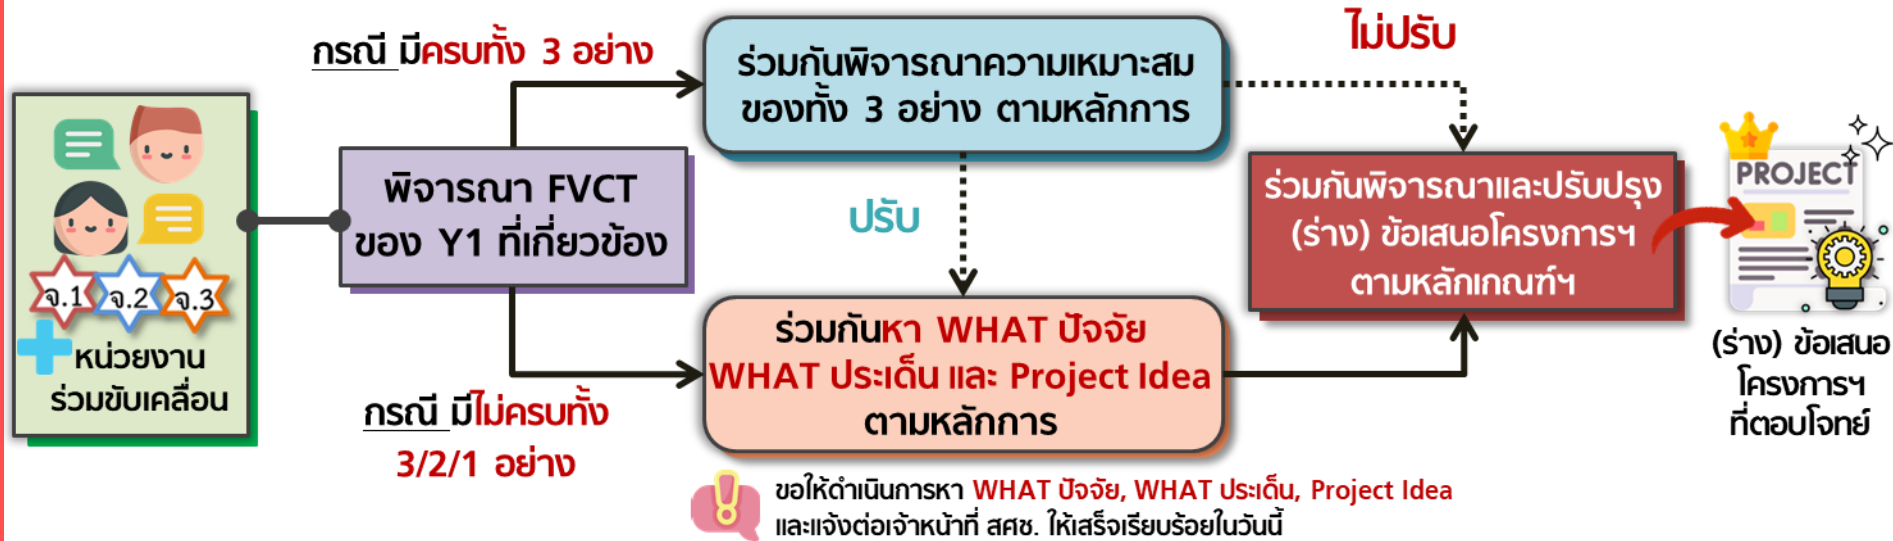 จ.1 จ.2 จ.3
หน่วยงาน
ร่วมขับเคลื่อน
พิจารณา FVCT
ของ Y1 ที่เกี่ยวข้อง
กรณี มีครบทั้ง 3 อย่าง
ร่วมกันพิจารณาความเหมาะสม
ของทั้ง 3 อย่าง ตามหลักการ
ไม่ปรับ
ปรับ
กรณี มีไม่ครบทั้ง
3/2/1 อย่าง
ร่วมกันหา WHAT ปัจจัย
WHAT ประเด็น และ Project Idea
ตามหลักการ
ร่วมกันพิจารณาและปรับปรุง
(ร่าง) ข้อเสนอโครงการฯ
ตามหลักเกณฑ์ฯ
PROJECT
(ร่าง) ข้อเสนอ
โครงการฯ
ที่ตอบโจทย์
ขอให้ดำเนินการหา WHAT ปัจจัย, WHAT ประเด็น, Project Idea
และแจ้งต่อเจ้าหน้าที่ สศช. ให้เสร็จเรียบร้อยในวันนี้